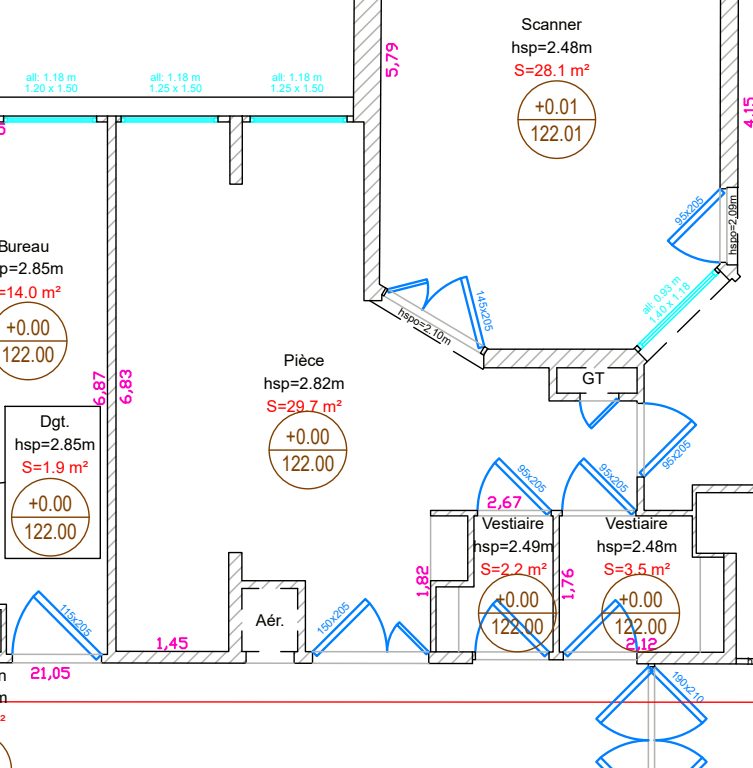 Scanner
hsp=2.48m
S=28.1 m²
+0.01
122.01
5,79
4,15
all: 1.18 m
1.20 x 1.50
all: 1.18 m
1.25 x 1.50
all: 1.18 m
1.25 x 1.50
95x205
hspo=2.09m
all: 0.93 m
1.40 x 1.18
Bureau
p=2.85m
=14.0 m²
+0.00
122.00
6,87
6,83
145x205
hspo=2.10m
Pièce
hsp=2.82m
S=29.7 m²
+0.00
122.00
GT
95x205
Dgt.
hsp=2.85m
S=1.9 m²
+0.00
122.00
95x205
95x205
2,67
Vestiaire
hsp=2.49m
S=2.2 m²
+0.00
122.00
Vestiaire
hsp=2.48m
S=3.5 m²
+0.00
122.00
1,82
1,76
2,12
115x205
Aér.
150x205
1,45
21,05
190x210
n
m
²